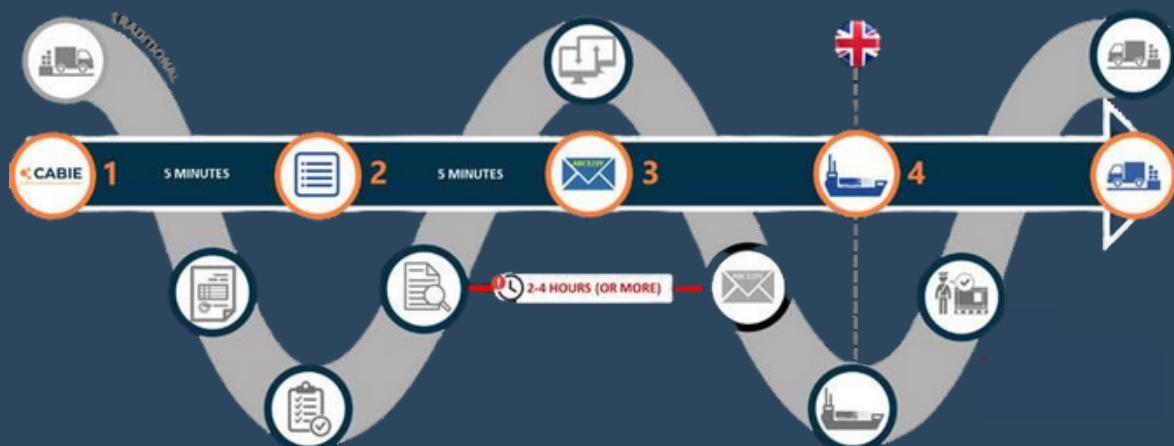 TRADITIONAL
CABIE
1
5 MINUTES
2
5 MINUTES
3
4
2-4 HOURS (OR MORE)